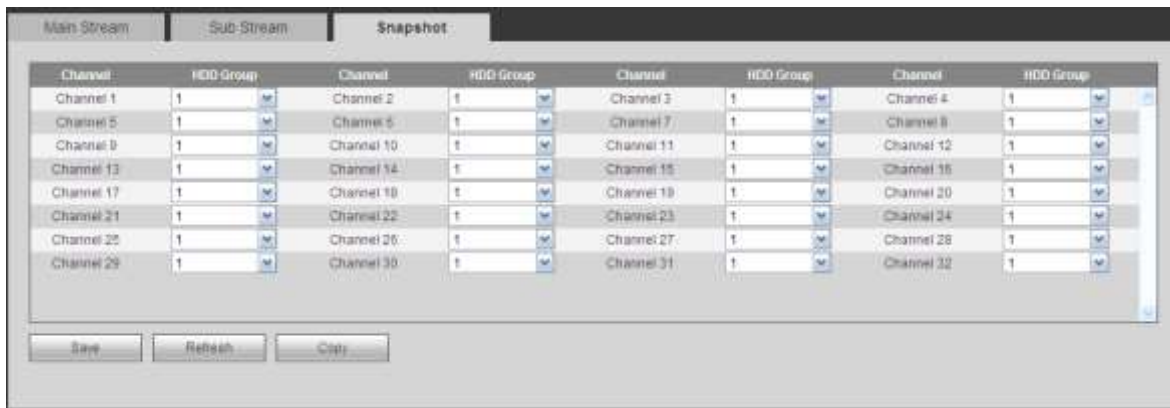 Main Stream Sub Stream Snapshot
Channel HDD Group Channel HDD Group Channel HDD Group Channel HDD Group
Channel 1 1 Channel 2 1 Channel 3 1 Channel 4 1
Channel 5 1 Channel 6 1 Channel 7 1 Channel 8 1
Channel 9 1 Channel 10 1 Channel 11 1 Channel 12 1
Channel 13 1 Channel 14 1 Channel 15 1 Channel 16 1
Channel 17 1 Channel 18 1 Channel 19 1 Channel 20 1
Channel 21 1 Channel 22 1 Channel 23 1 Channel 24 1
Channel 25 1 Channel 26 1 Channel 27 1 Channel 28 1
Channel 29 1 Channel 30 1 Channel 31 1 Channel 32 1
Save Refresh Copy